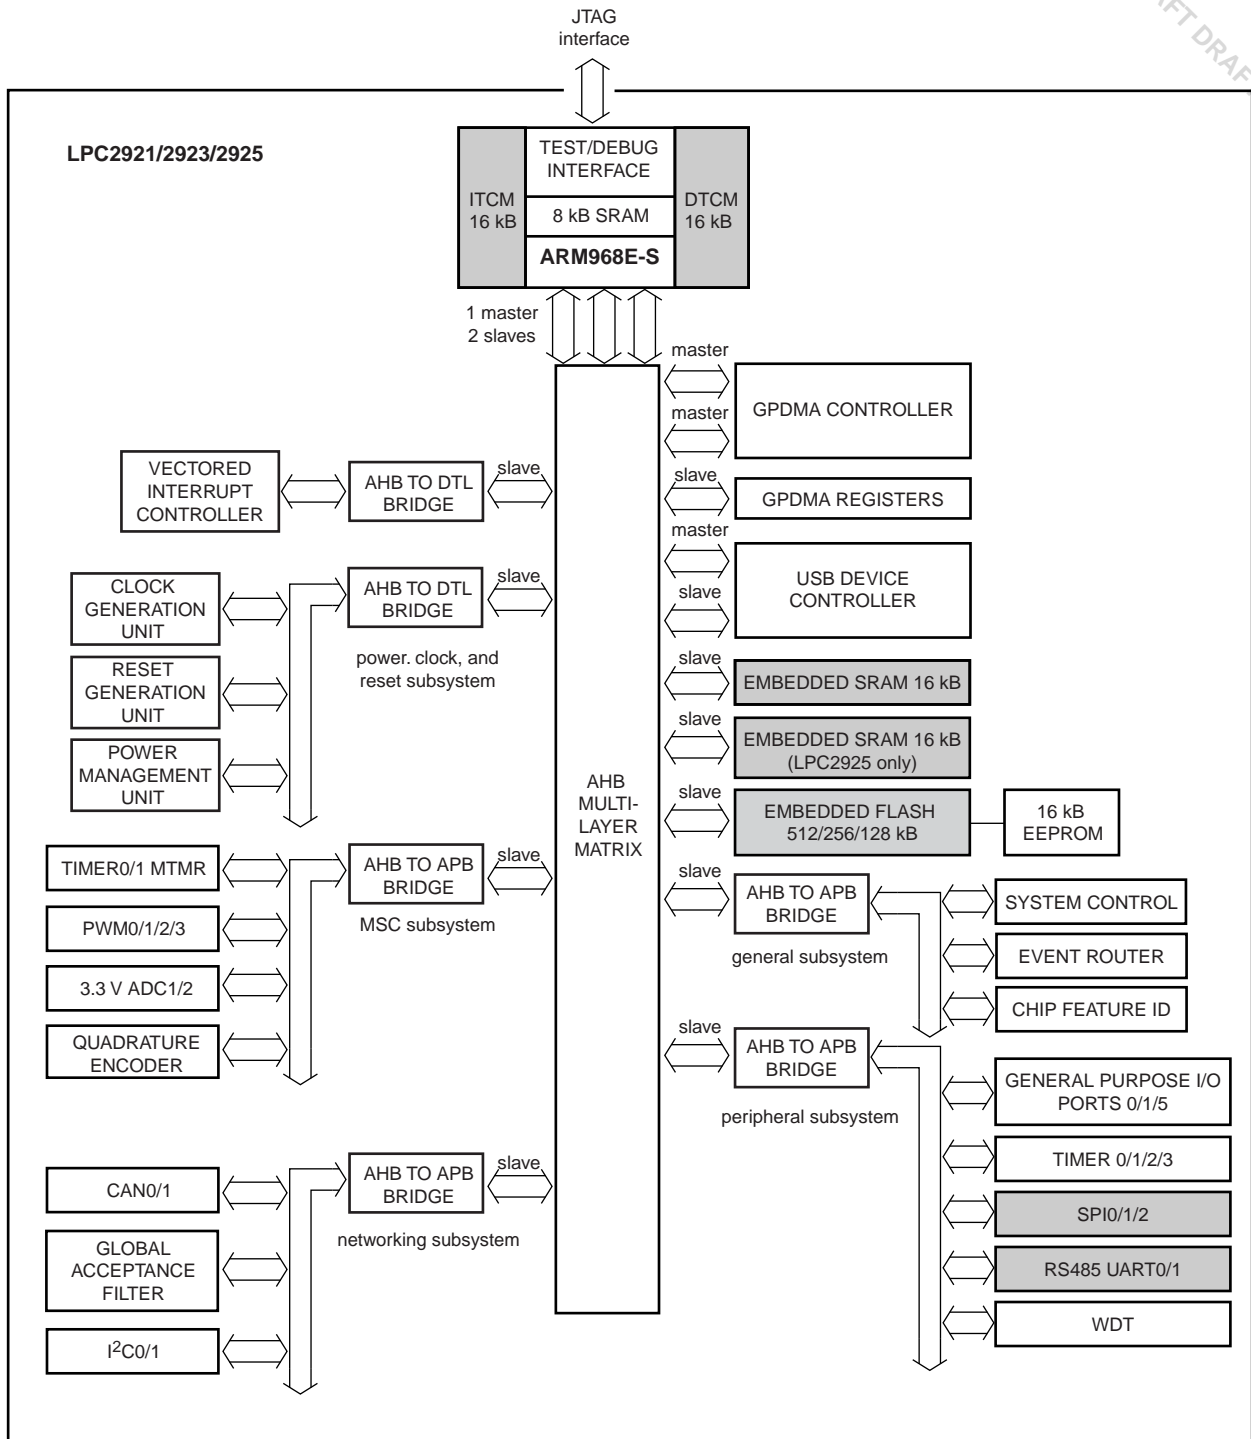 JTAG
interface
LPC2921/2923/2925
ITCM
16 kB
TEST/DEBUG
INTERFACE
8 kB SRAM
ARM968E-S
DTCM
16 kB
1 master
2 slaves
master
GPDMA CONTROLLER
master
VECTORED
INTERRUPT
CONTROLLER
AHB TO DTL
BRIDGE
slave
slave
GPDMA REGISTERS
master
USB DEVICE
CONTROLLER
slave
CLOCK
GENERATION
UNIT
AHB TO DTL
BRIDGE
slave
power. clock, and
reset subsystem
RESET
GENERATION
UNIT
POWER
MANAGEMENT
UNIT
slave
EMBEDDED SRAM 16 kB
slave
EMBEDDED SRAM 16 kB
(LPC2925 only)
AHB
MULTI-
LAYER
MATRIX
slave
EMBEDDED FLASH
512/256/128 kB
16 kB
EEPROM
TIMER0/1 MTMR
AHB TO APB
BRIDGE
slave
MSC subsystem
PWM0/1/2/3
3.3 V ADC1/2
QUADRATURE
ENCODER
slave
AHB TO APB
BRIDGE
general subsystem
SYSTEM CONTROL
EVENT ROUTER
CHIP FEATURE ID
slave
AHB TO APB
BRIDGE
peripheral subsystem
GENERAL PURPOSE I/O
PORTS 0/1/5
TIMER 0/1/2/3
SPI0/1/2
RS485 UART0/1
WDT
CAN0/1
AHB TO APB
BRIDGE
slave
networking subsystem
GLOBAL
ACCEPTANCE
FILTER
I²C0/1